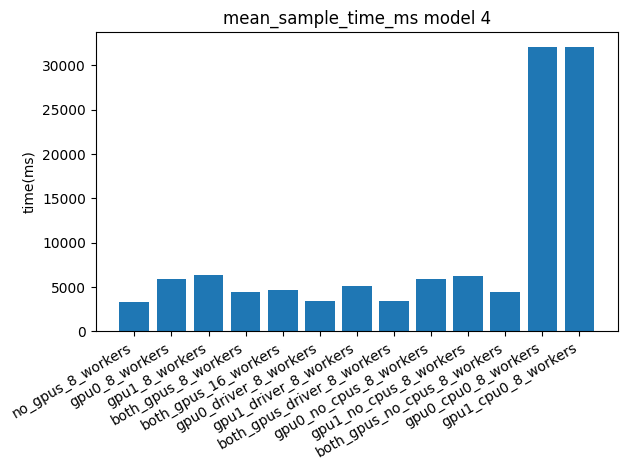 mean_sample_time_ms model 4
time(ms)
30000
25000
20000
15000
10000
5000
0
no_gpus_8_workers
gpu0_8_workers
gpu1_8_workers
both_gpus_8_workers
both_gpus_16_workers
gpu0_driver_8_workers
gpu1_driver_8_workers
both_gpus_driver_8_workers
gpu0_no_cpus_8_workers
gpu1_no_cpus_8_workers
both_gpus_no_cpus_8_workers
gpu0_cpu0_8_workers
gpu1_cpu0_8_workers